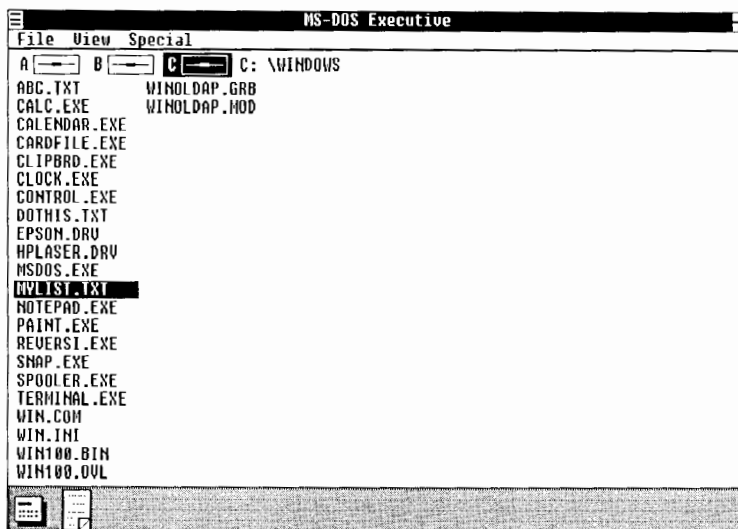 MS-DOS Executive
File View Special
A B C C: \WINDOWS
ABC.TXT WINOLDAP.GRB
CALC.EXE WINOLDAP.MOD
CALENDAR.EXE
CARDFILE.EXE
CLIPBRD.EXE
CLOCK.EXE
CONTROL.EXE
DOTHIS.TXT
EPSON.DRV
HPLASER.DRV
MSDOS.EXE
MYLIST.TXT
NOTEPAD.EXE
PAINT.EXE
REVERSI.EXE
SNAP.EXE
SPOOLER.EXE
TERMINAL.EXE
WIN.COM
WIN.INI
WIN100.BIN
WIN100.OVL